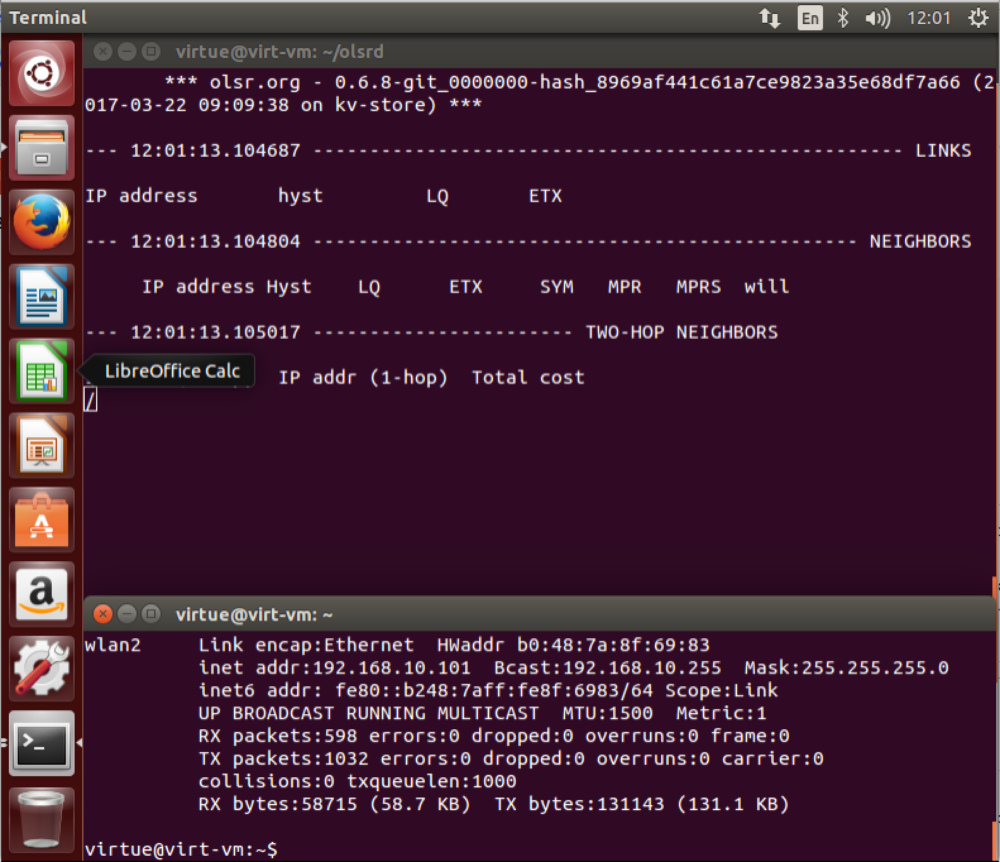 Terminal
En
12:01
virtue@virt-vm: ~/olsrd
*** olsr.org - 0.6.8-git_0000000-hash_8969af441c61a7ce9823a35e68df7a66 (2
017-03-22 09:09:38 on kv-store) ***
--- 12:01:13.104687 ---------------------------------------------------- LINKS
IP address hyst LQ ETX
--- 12:01:13.104804 ------------------------------------------------ NEIGHBORS
IP address Hyst LQ ETX SYM MPR MPRS will
--- 12:01:13.105017 ----------------------- TWO-HOP NEIGHBORS
LibreOffice Calc
IP addr (1-hop) Total cost
/
virtue@virt-vm: ~
wlan2 Link encap:Ethernet HWaddr b0:48:7a:8f:69:83
inet addr:192.168.10.101 Bcast:192.168.10.255 Mask:255.255.255.0
inet6 addr: fe80::b248:7aff:fe8f:6983/64 Scope:Link
UP BROADCAST RUNNING MULTICAST MTU:1500 Metric:1
RX packets:598 errors:0 dropped:0 overruns:0 frame:0
TX packets:1032 errors:0 dropped:0 overruns:0 carrier:0
collisions:0 txqueuelen:1000
RX bytes:58715 (58.7 KB) TX bytes:131143 (131.1 KB)
virtue@virt-vm:~$